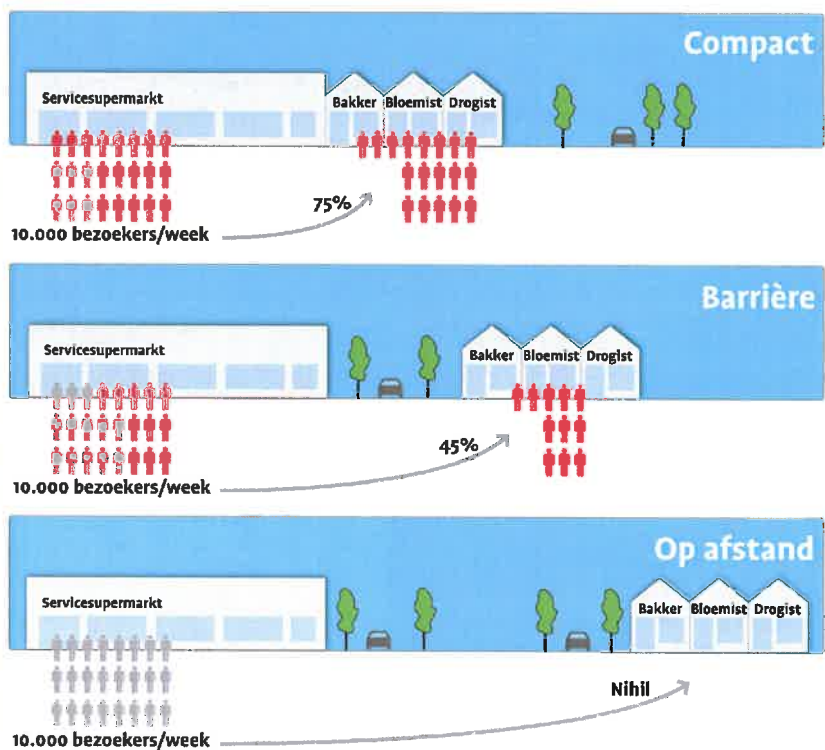 Compact
Servicesupermarkt
Bakker Bloemist Drogist
75%
10.000 bezoekers/week
Barrière
Servicesupermarkt
Bakker Bloemist Drogist
45%
10.000 bezoekers/week
Op afstand
Servicesupermarkt
Bakker Bloemist Drogist
Nihil
10.000 bezoekers/week